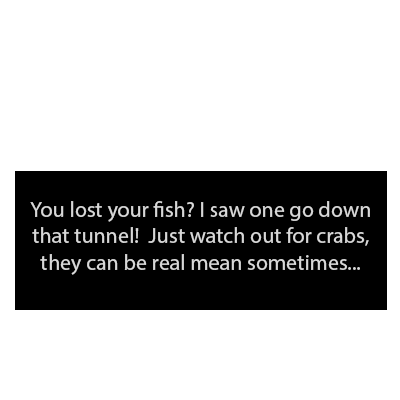 You lost your fish? I saw one go down
that tunnel!  Just watch out for crabs,
they can be real mean sometimes...